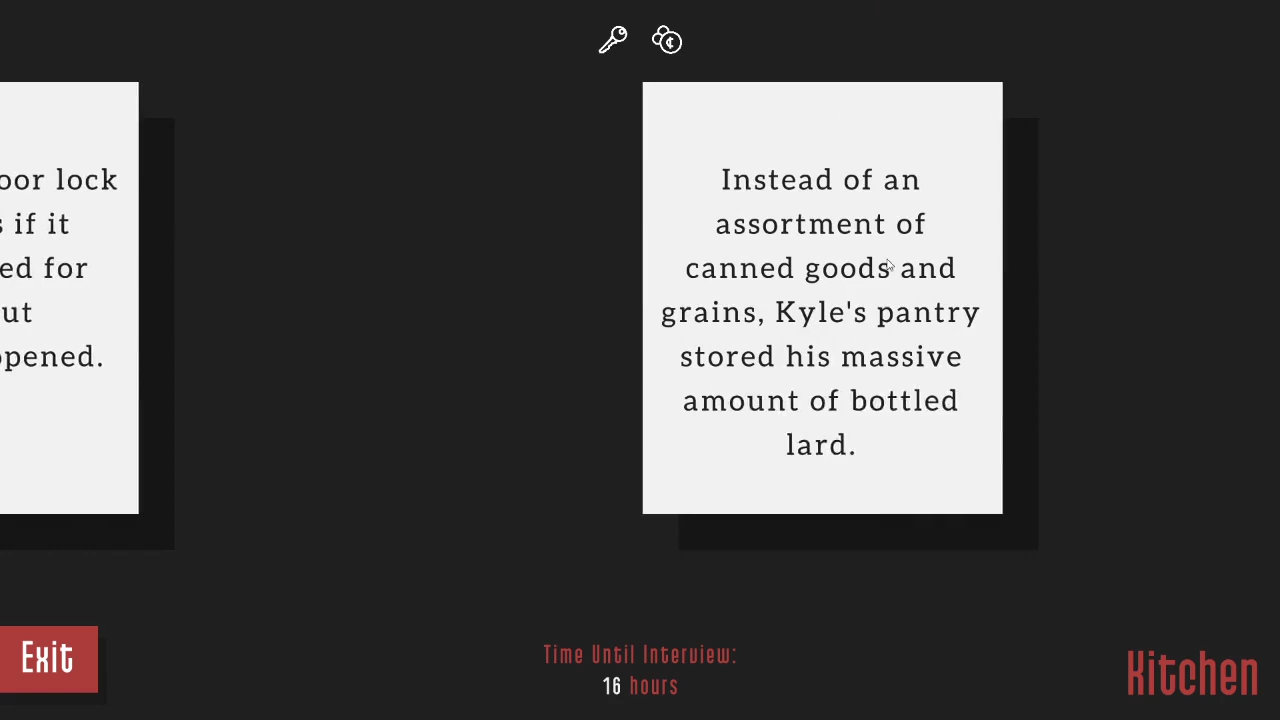 oor lock
s if it
ed for
ut
opened.
Instead of an
assortment of
canned goods and
grains, Kyle's pantry
stored his massive
amount of bottled
lard.
Exit
Time Until Interview:
16 hours
Kitchen